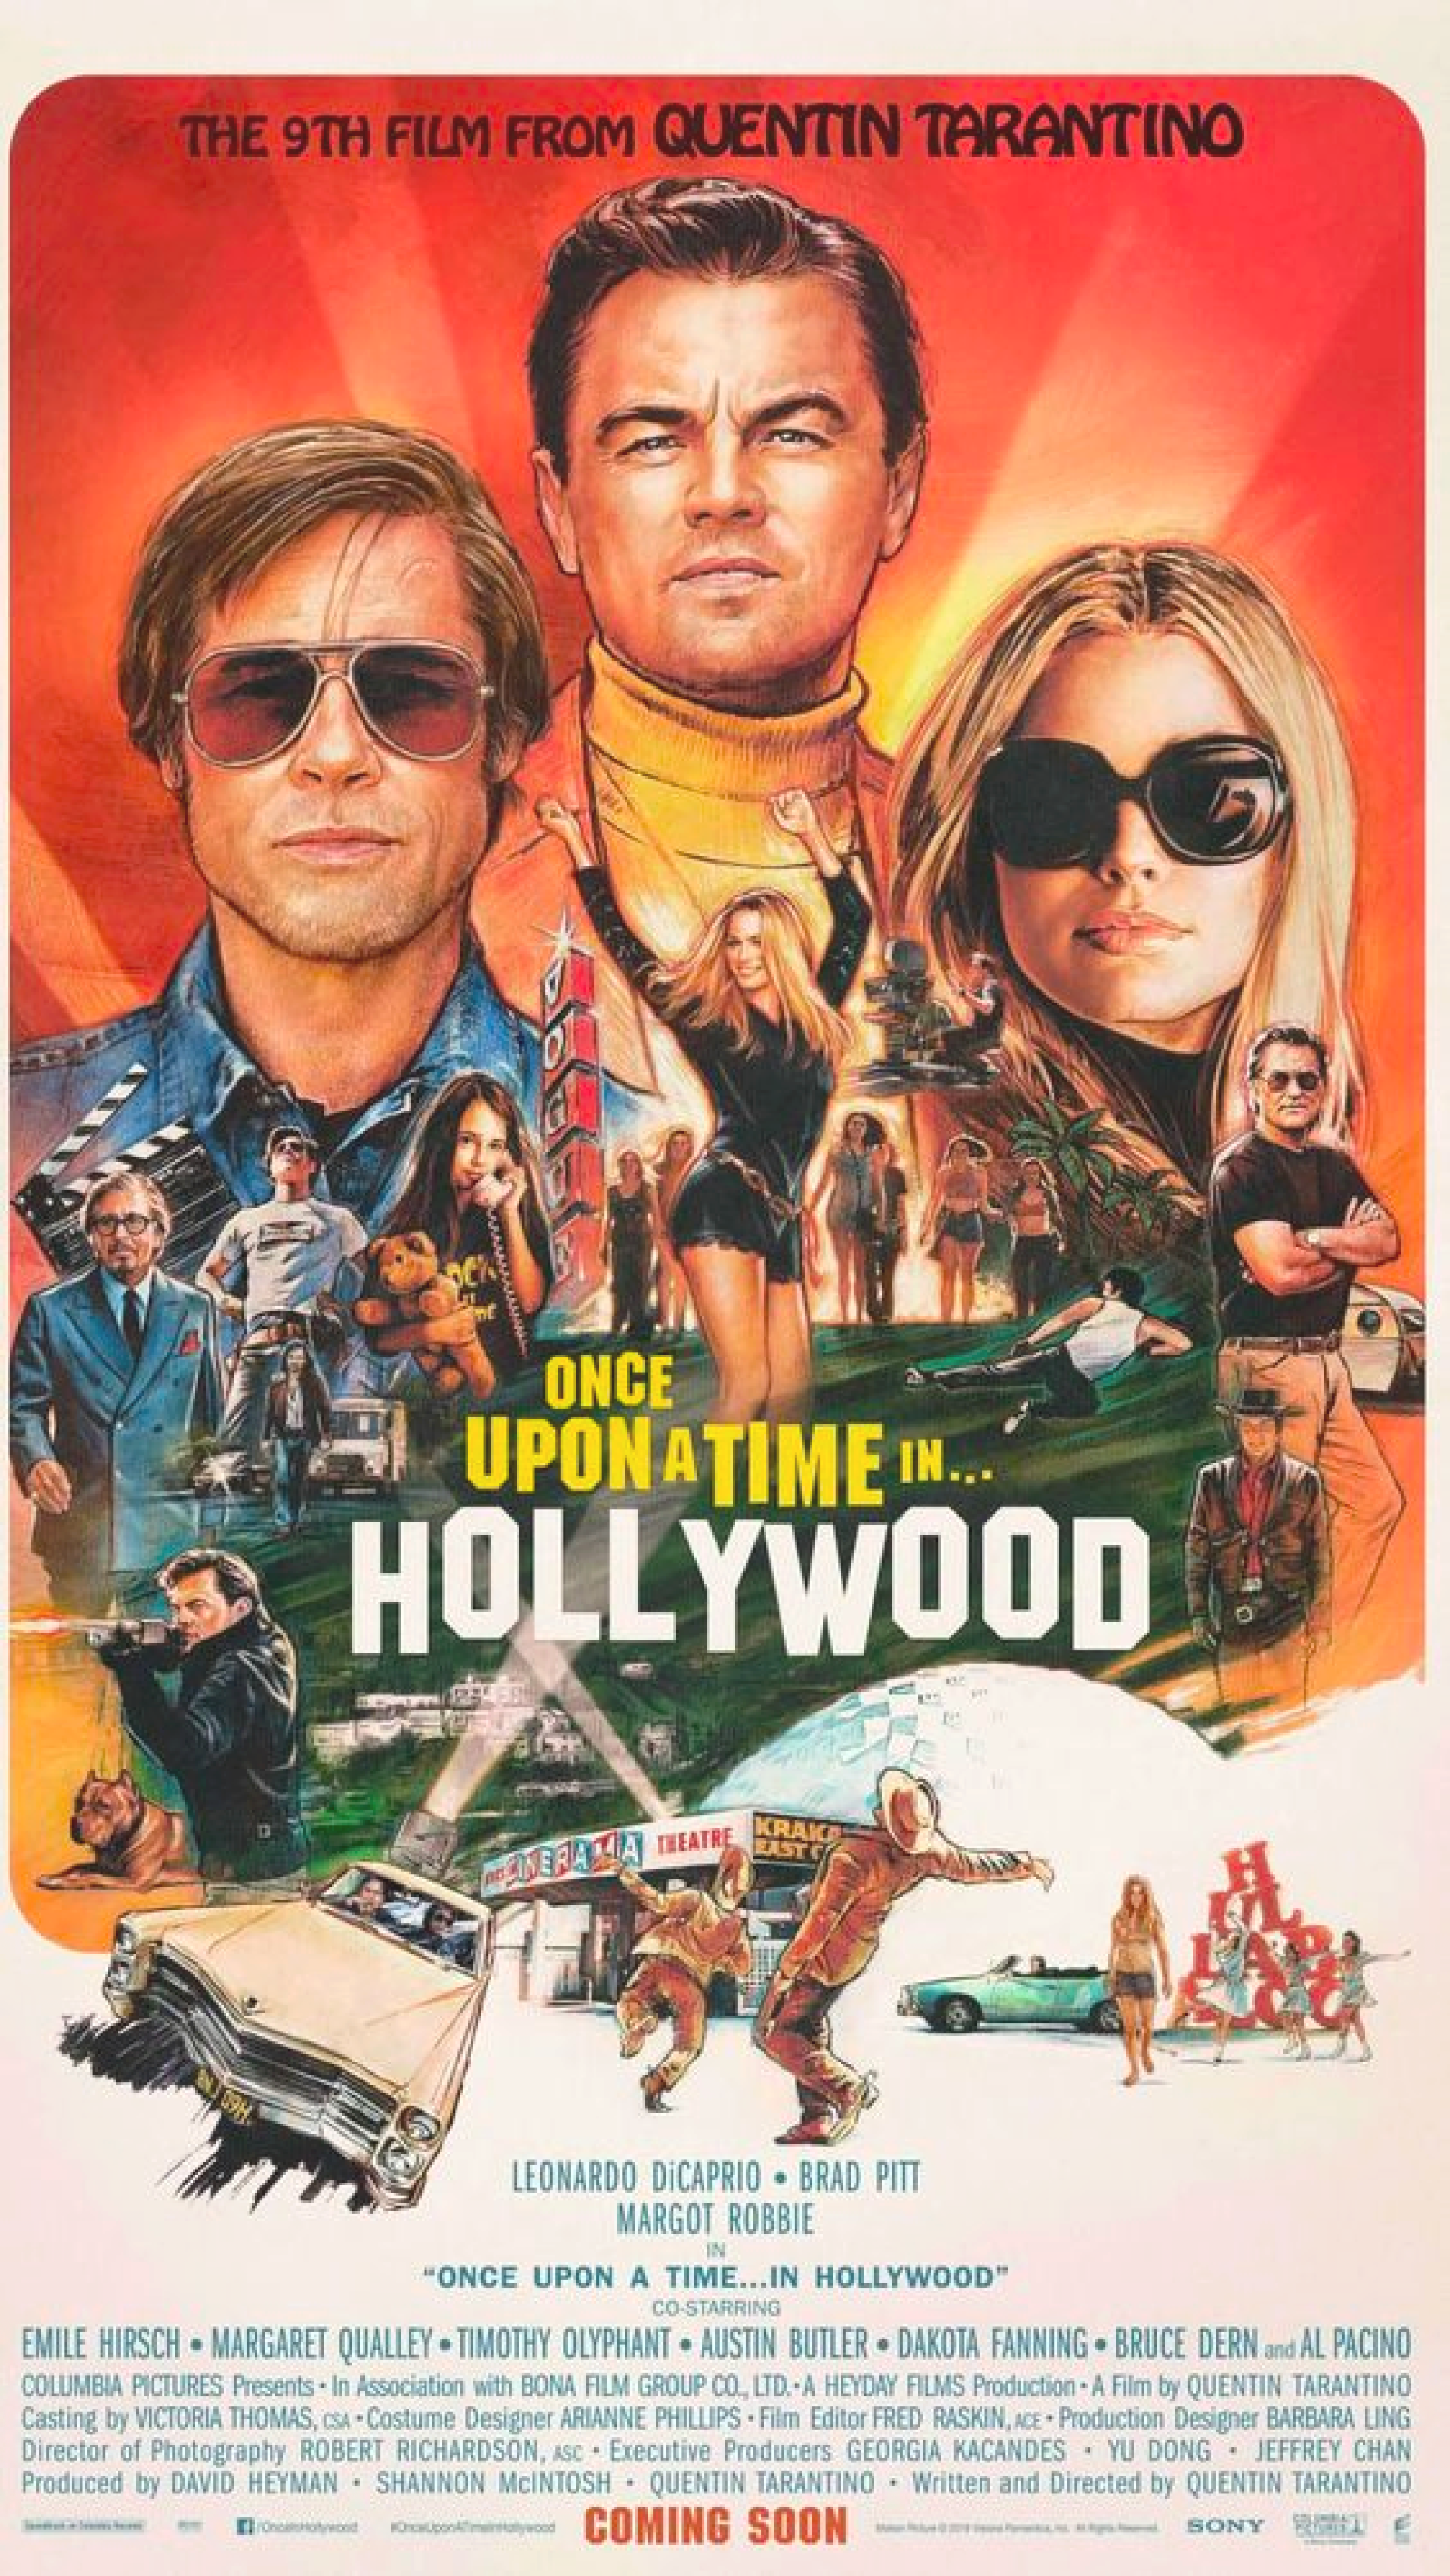 THE 9TH FILM FROM QUENTIN TARANTINO
ONCE
UPON A TIME IN...
HOLLYWOOD
THEATRE
LEONARDO DiCAPRIO • BRAD PITT
MARGOT ROBBIE
IN
“ONCE UPON A TIME...IN HOLLYWOOD”
CO-STARRING
EMILE HIRSCH • MARGARET QUALLEY • TIMOTHY OLYPHANT • AUSTIN BUTLER • DAKOTA FANNING • BRUCE DERN and AL PACINO
COLUMBIA PICTURES Presents • In Association with BONA FILM GROUP CO., LTD. • A HEYDAY FILMS Production • A Film by QUENTIN TARANTINO
Casting by VICTORIA THOMAS, CSA • Costume Designer ARIANNE PHILLIPS • Film Editor FRED RASKIN, ACE • Production Designer BARBARA LING
Director of Photography ROBERT RICHARDSON, ASC • Executive Producers GEORGIA KACANDES • YU DONG • JEFFREY CHAN
Produced by DAVID HEYMAN • SHANNON McINTOSH • QUENTIN TARANTINO • Written and Directed by QUENTIN TARANTINO
/OnceInHollywood #OnceUponATimeInHollywood COMING SOON SONY